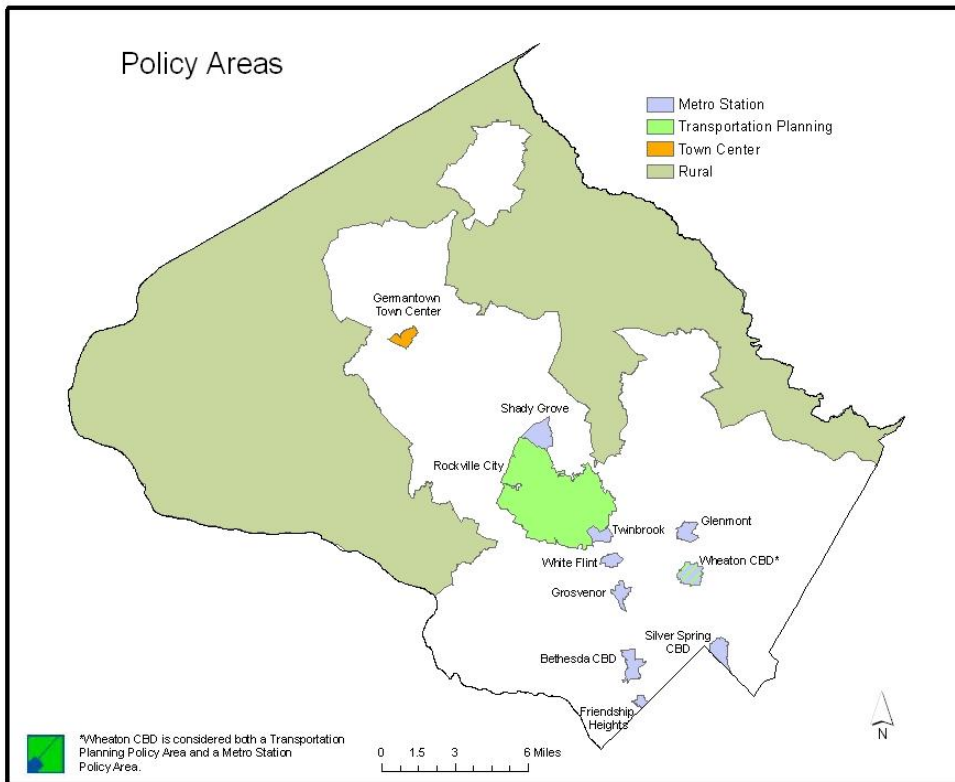 Policy Areas
Metro Station
Transportation Planning
Town Center
Rural
Germantown
Town Center
Shady Grove
Rockville City
Twinbrook
Glenmont
White Flint
Wheaton CBD*
Grosvenor
Silver Spring
CBD
Bethesda CBD
Friendship
Heights
*Wheaton CBD is considered both a Transportation
Planning Policy Area and a Metro Station
Policy Area.
0 1.5 3 6 Miles
N